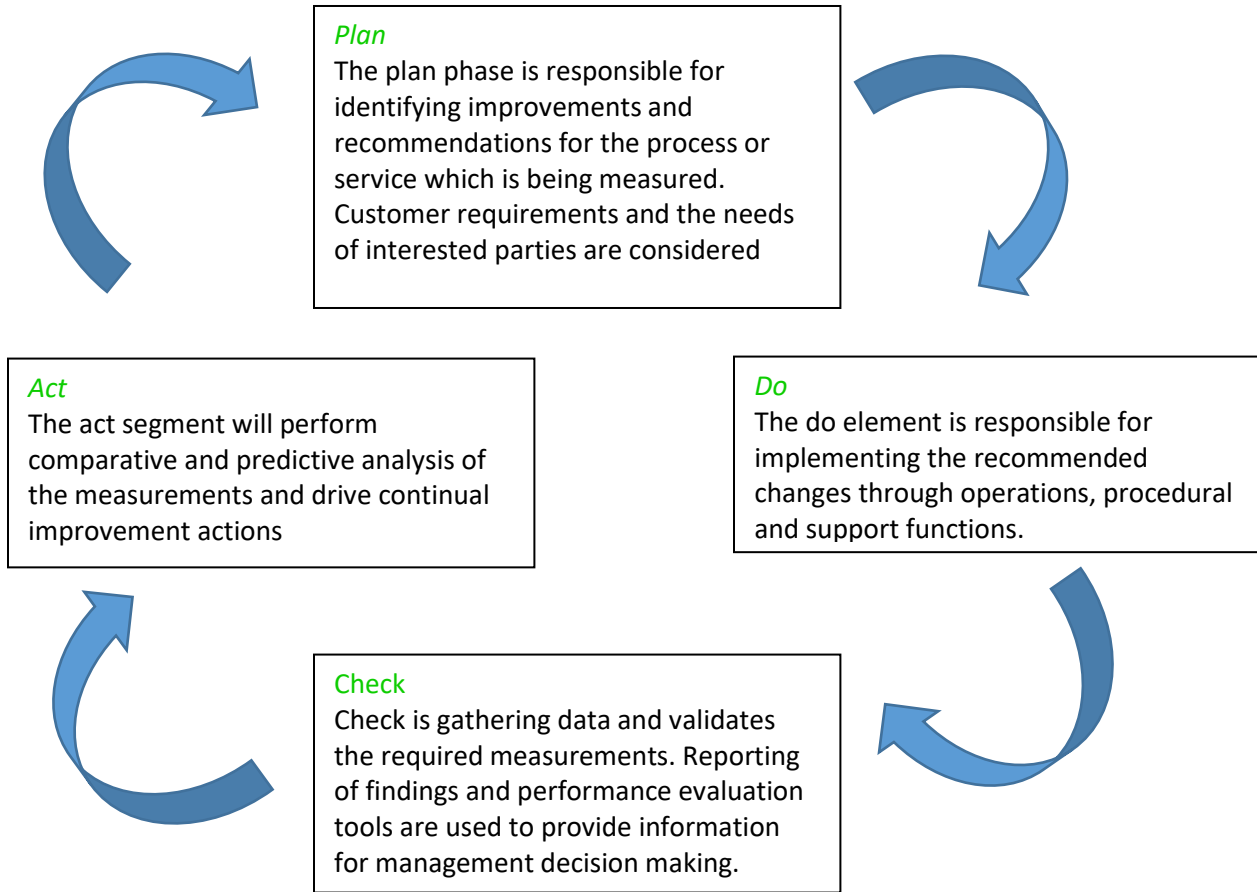 Plan
The plan phase is responsible for
identifying improvements and
recommendations for the process or
service which is being measured.
Customer requirements and the needs
of interested parties are considered
Act
The act segment will perform
comparative and predictive analysis of
the measurements and drive continual
improvement actions
Do
The do element is responsible for
implementing the recommended
changes through operations, procedural
and support functions.
Check
Check is gathering data and validates
the required measurements. Reporting
of findings and performance evaluation
tools are used to provide information
for management decision making.